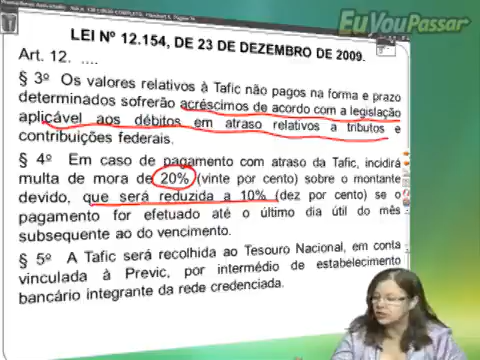 EuVouPassar
LEI Nº 12.154, DE 23 DE DEZEMBRO DE 2009.
Art. 12. ...
§ 3º Os valores relativos à Tafic não pagos na forma e prazo
determinados sofrerão acréscimos de acordo com a legislação
aplicável aos débitos em atraso relativos a tributos e
contribuições federais.
§ 4º Em caso de pagamento com atraso da Tafic, incidirá
multa de mora de 20% (vinte por cento) sobre o montante
devido, que será reduzida a 10% (dez por cento) se o
pagamento for efetuado até o último dia útil do mês
subsequente ao do vencimento.
§ 5º A Tafic será recolhida ao Tesouro Nacional, em conta
vinculada à Previc, por intermédio de estabelecimento
bancário integrante da rede credenciada.